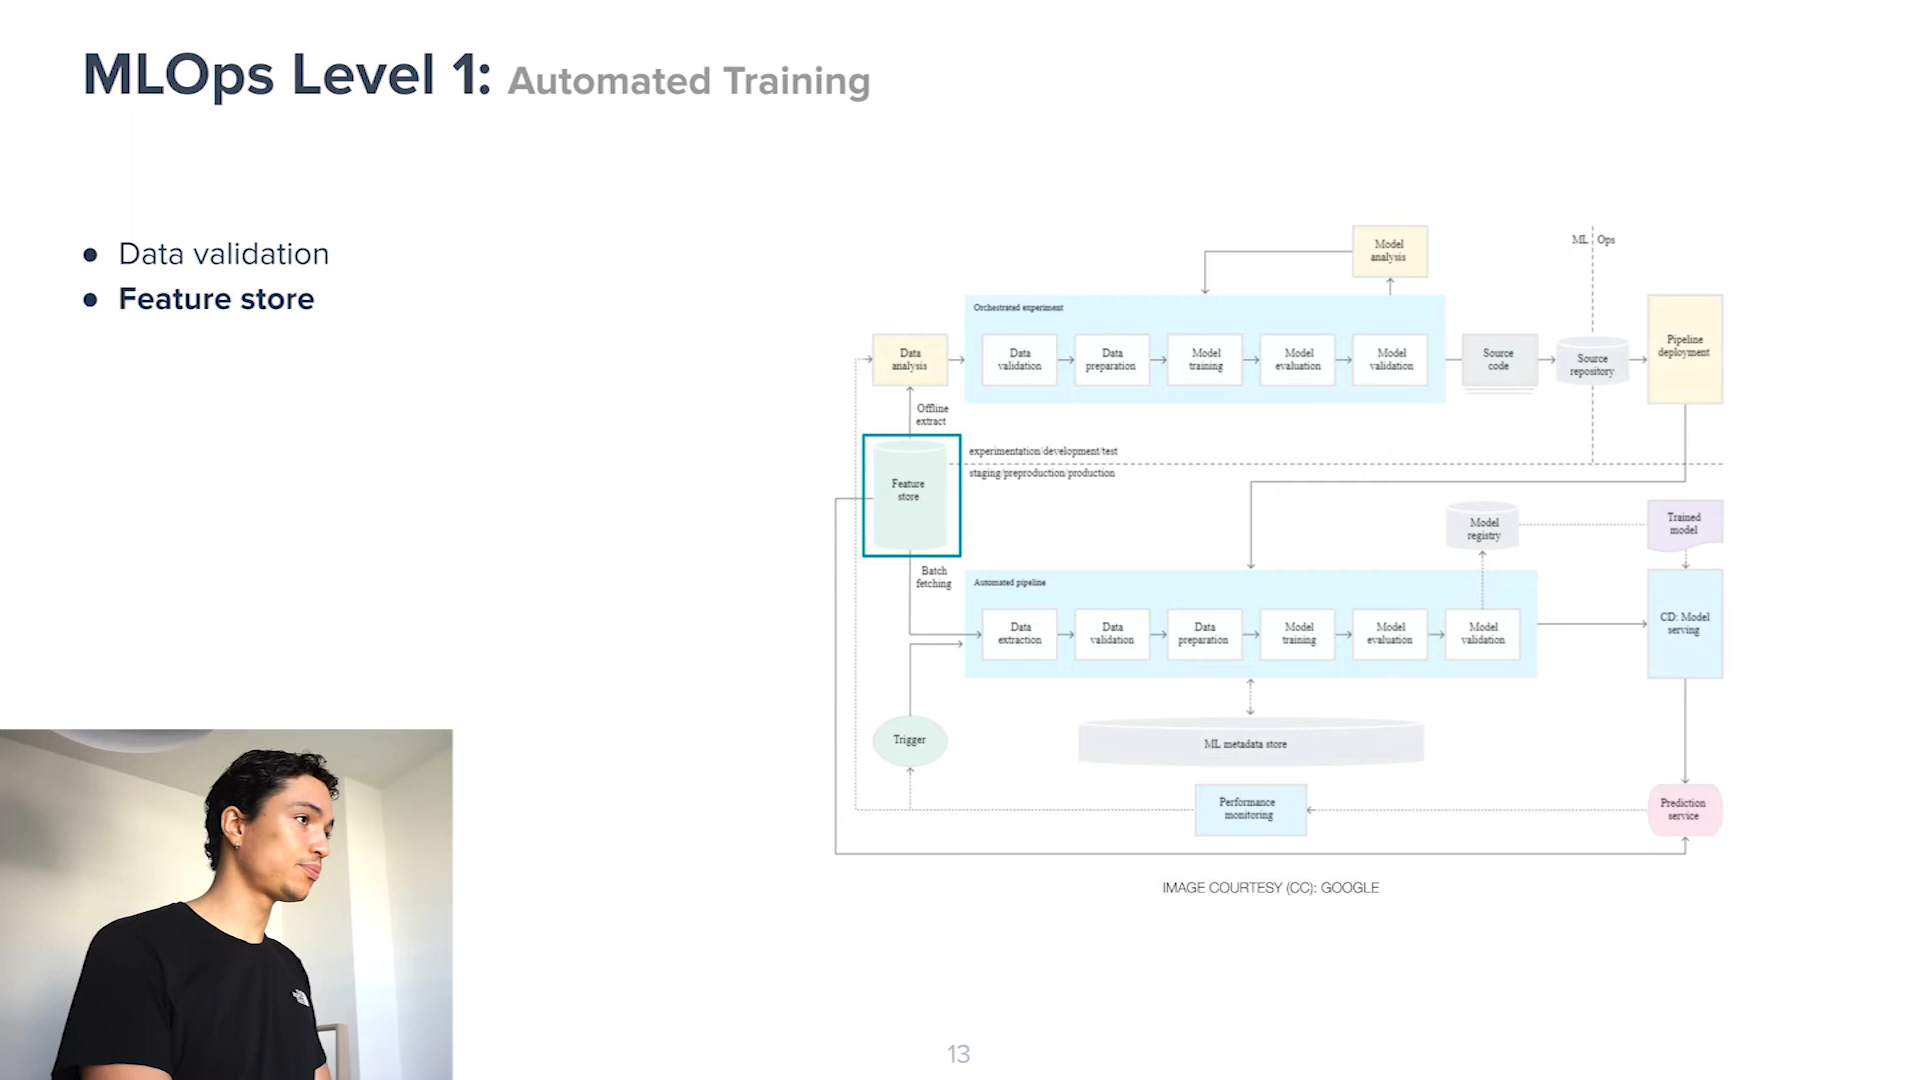 MLOps Level 1: Automated Training
● Data validation
● Feature store
Model
analysis
ML Ops
Orchestrated experiment
Data
analysis
Data
validation
Data
preparation
Model
training
Model
evaluation
Model
validation
Source
code
Source
repository
Pipeline
deployment
Offline
extract
Feature
store
experimentation/development/test
staging/preproduction/production
Model
registry
Trained
model
Batch
fetching
Automated pipeline
Data
extraction
Data
validation
Data
preparation
Model
training
Model
evaluation
Model
validation
CD: Model
serving
Trigger
ML metadata store
Performance
monitoring
Prediction
service
IMAGE COURTESY (CC): GOOGLE
13